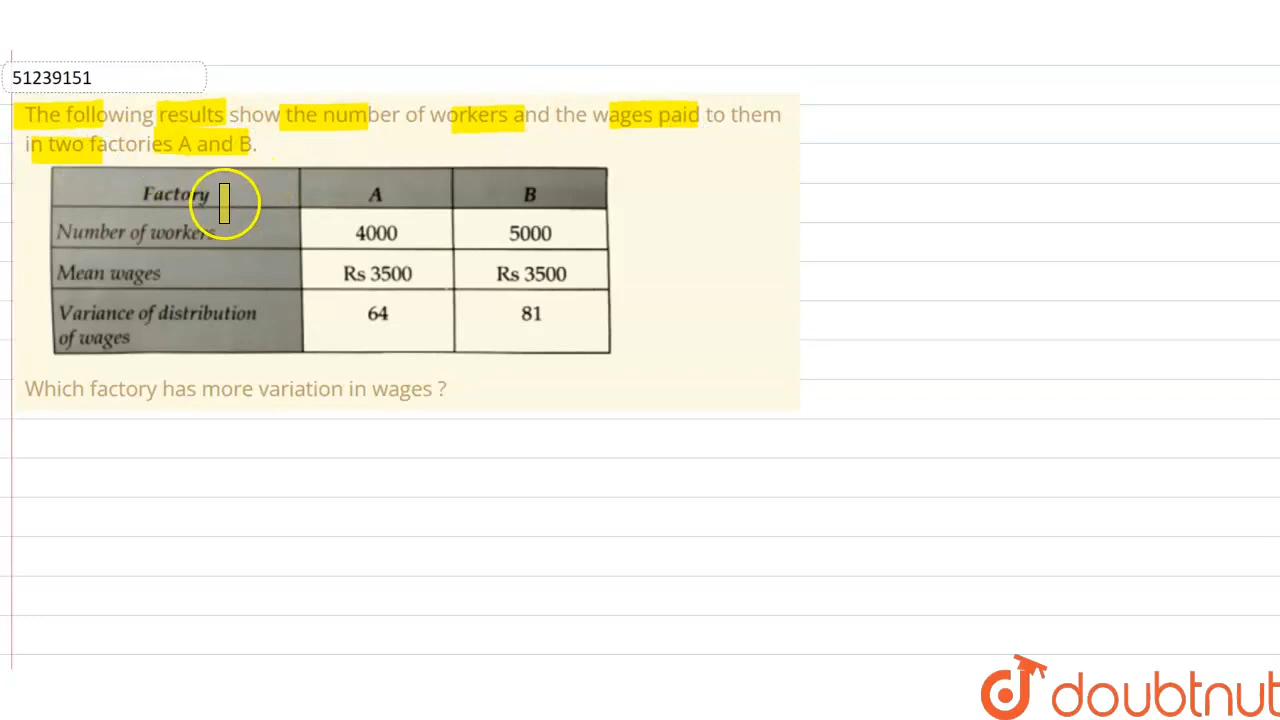 51239151
The following results show the number of workers and the wages paid to them
in two factories A and B.
Factory A B
Number of workers 4000 5000
Mean wages Rs 3500 Rs 3500
Variance of distribution 64 81
of wages
Which factory has more variation in wages ?
doubtnut